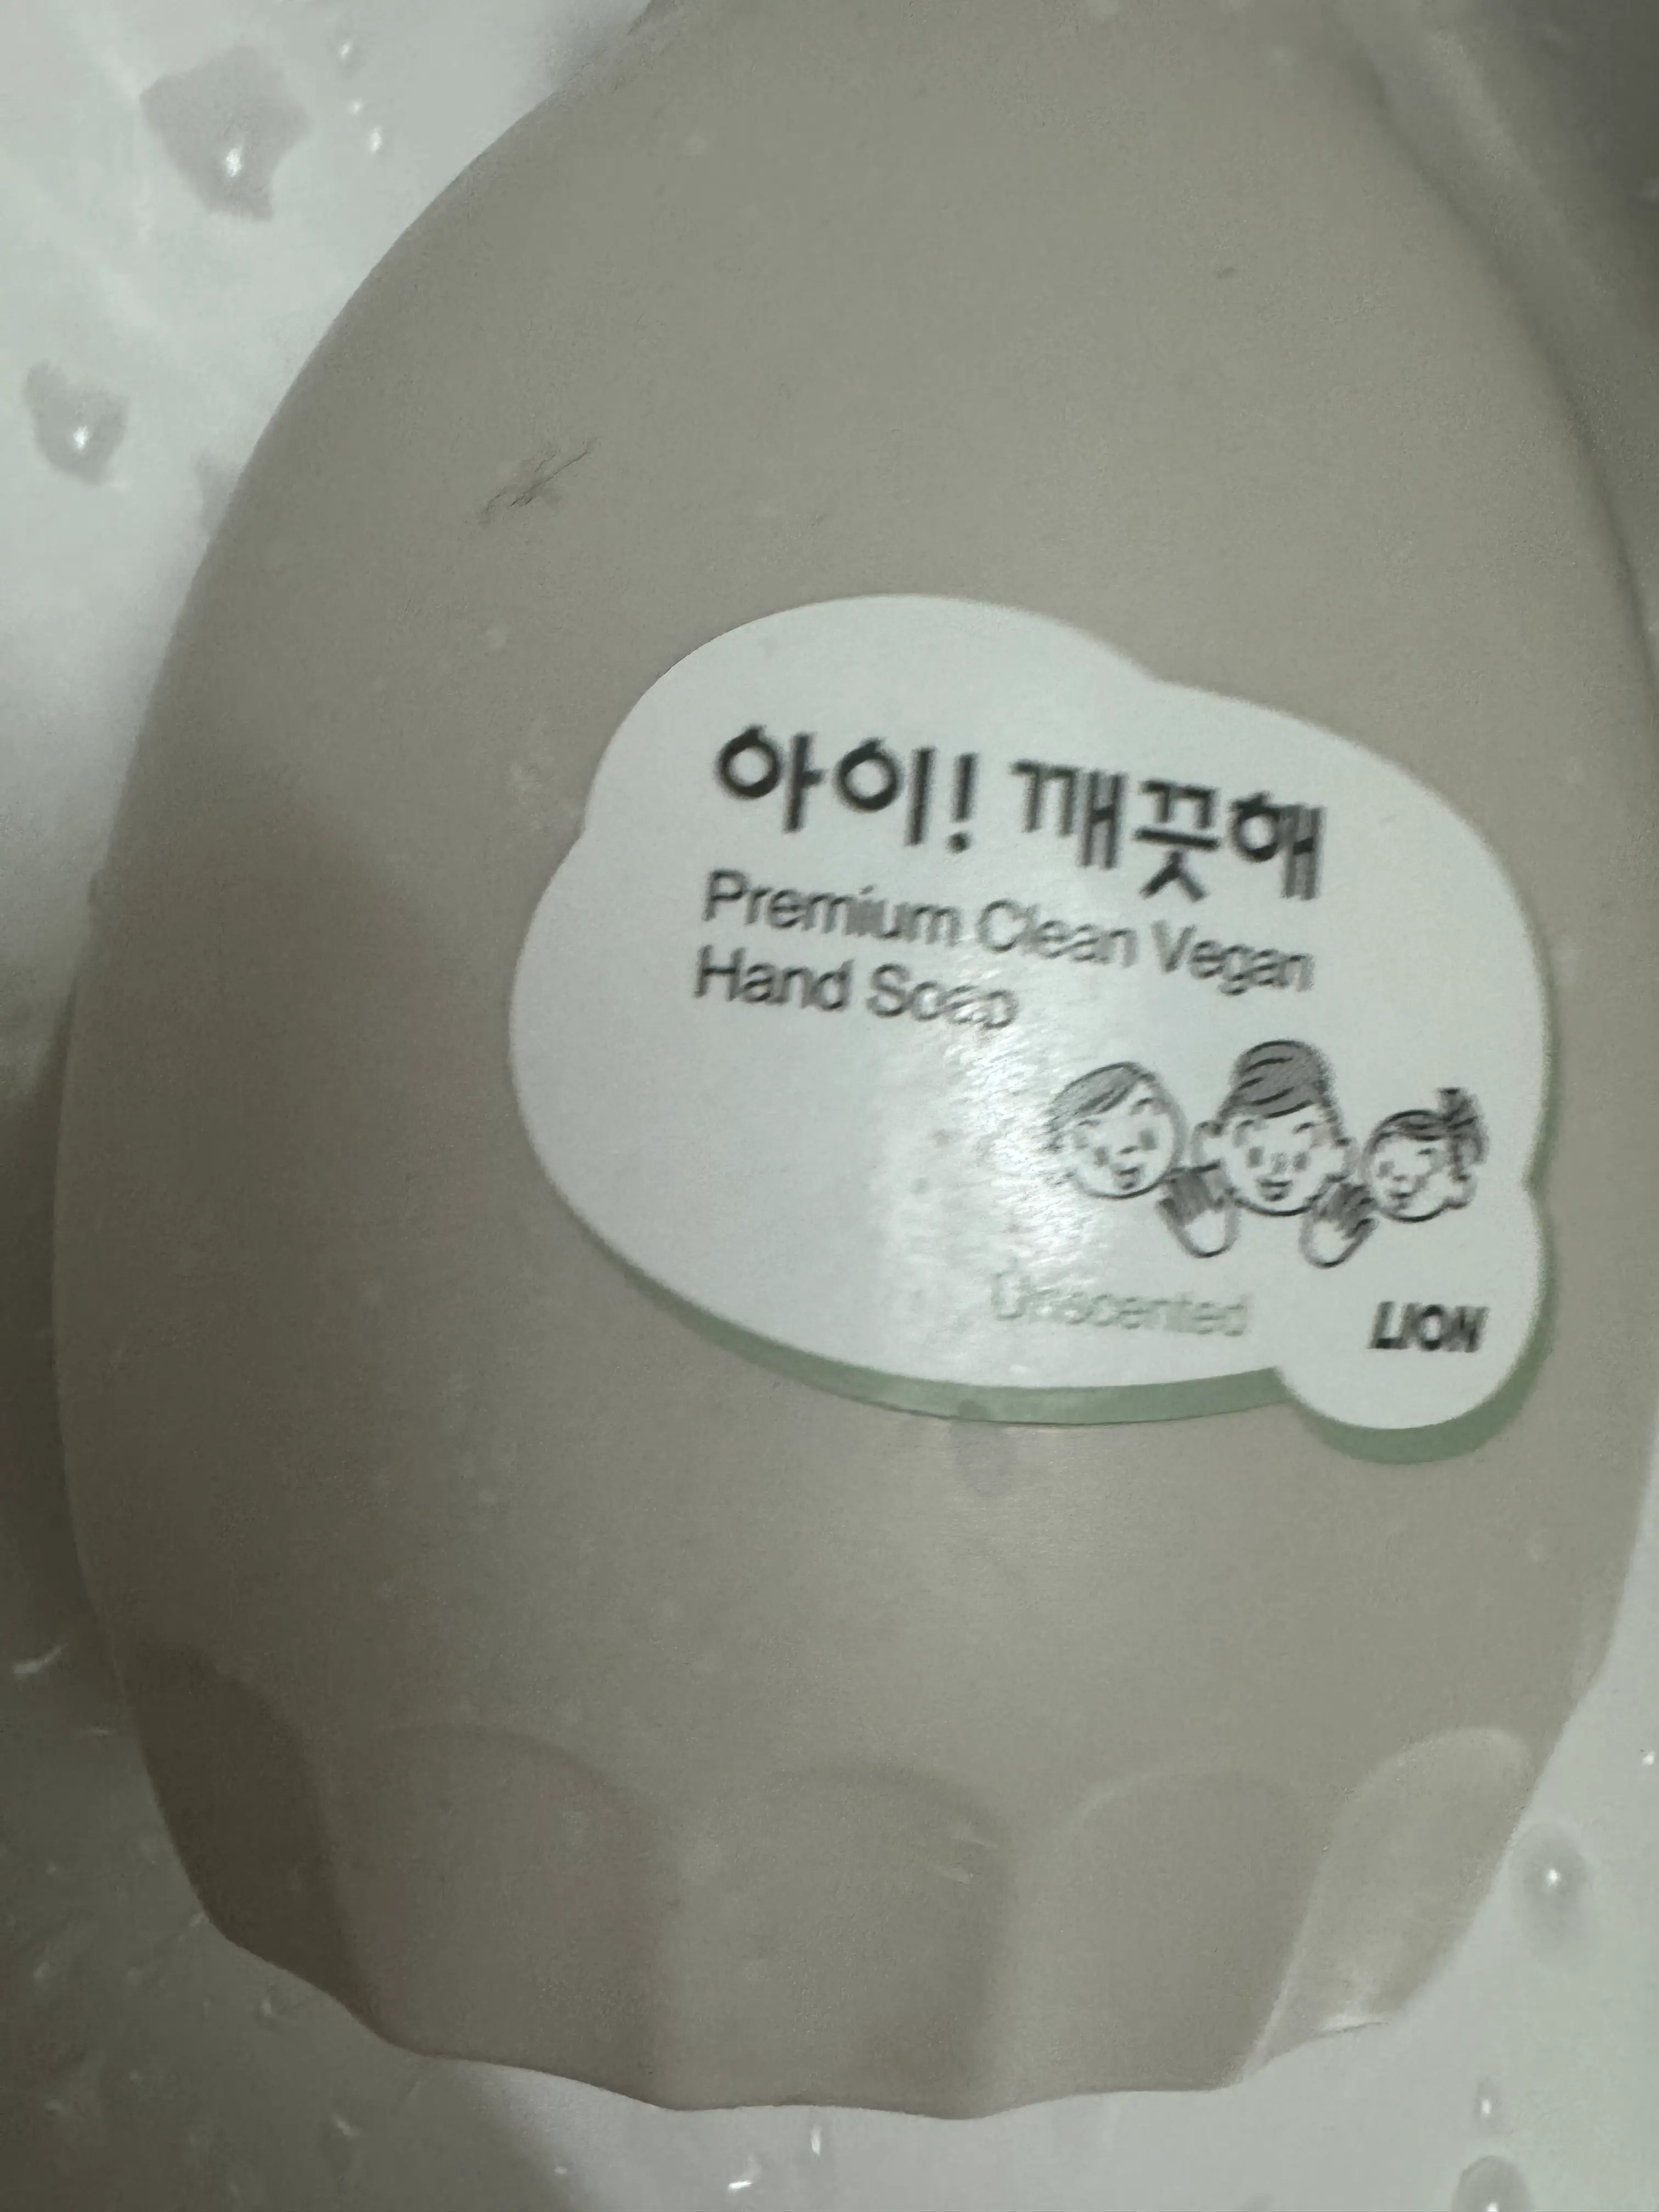 아이! 깨끗해
Premium Clean Vegan
Hand Soap
Unscented
LION